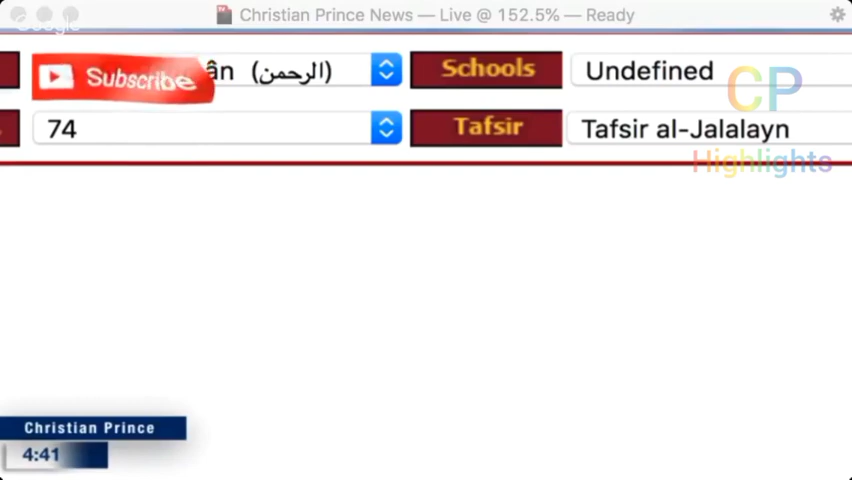 Christian Prince News — Live @ 152.5% — Ready
Google
Subscribe
ân (الرحمن)
Schools
Undefined
74
Tafsir
Tafsir al-Jalalayn
CP
Highlights
Christian Prince
4:41